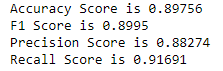 Accuracy Score is 0.89756
F1 Score is 0.8995
Precision Score is 0.88274
Recall Score is 0.91691